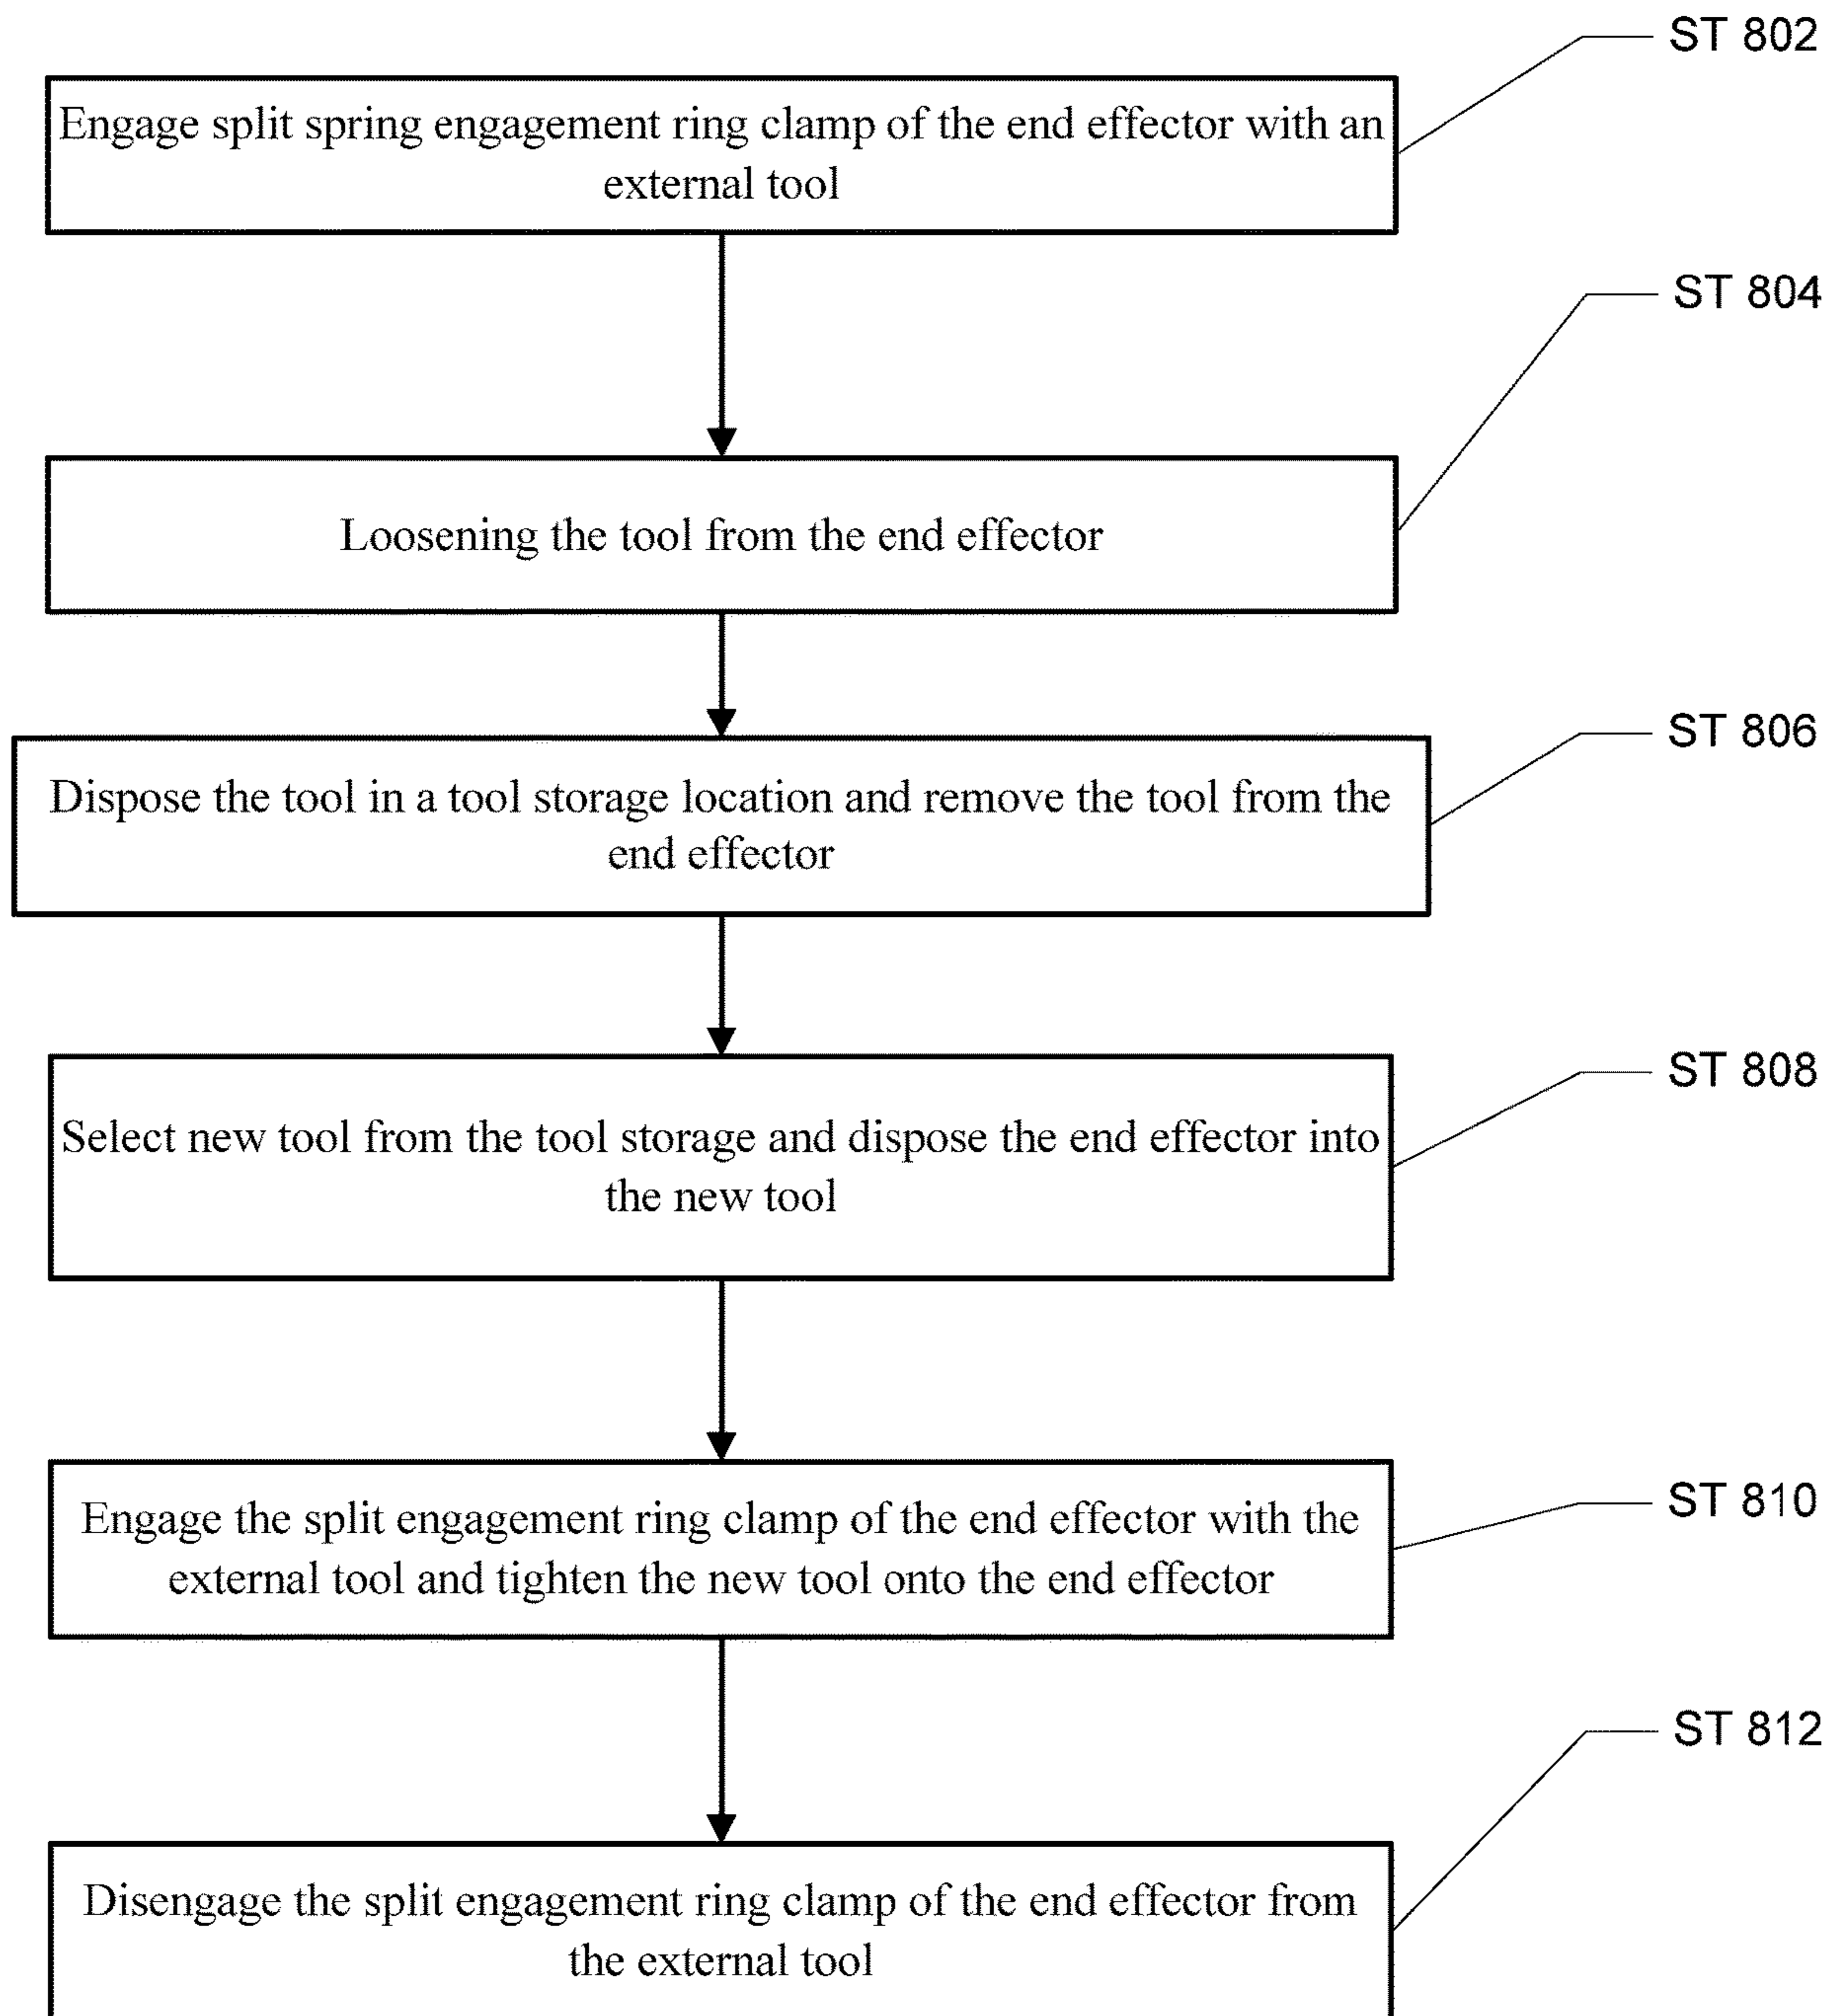 ST 802
Engage split spring engagement ring clamp of the end effector with an
external tool
ST 804
Loosening the tool from the end effector
ST 806
Dispose the tool in a tool storage location and remove the tool from the
end effector
ST 808
Select new tool from the tool storage and dispose the end effector into
the new tool
ST 810
Engage the split engagement ring clamp of the end effector with the
external tool and tighten the new tool onto the end effector
ST 812
Disengage the split engagement ring clamp of the end effector from
the external tool